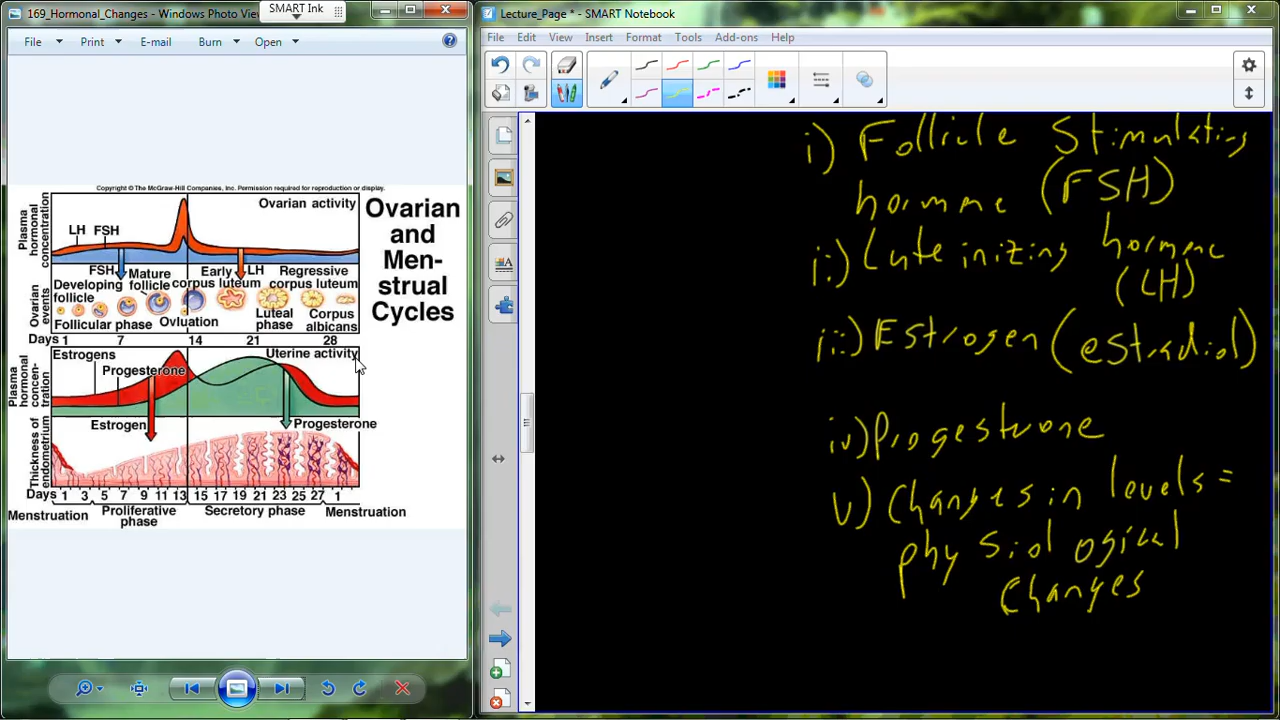 169_Hormonal_Changes - Windows Photo Vie
SMART Ink
File Print E-mail Burn Open
Copyright © The McGraw-Hill Companies, Inc. Permission required for reproduction or display.
Plasma
hormonal
concentration
LH FSH
Ovarian activity
Ovarian
and
Men-
strual
Cycles
Ovarian
events
FSH Mature
follicle
Early LH
corpus luteum
Regressive
corpus luteum
Developing
follicle
Follicular phase
Ovluation
Luteal
phase
Corpus
albicans
Days 1 7 14 21 28
Plasma
hormonal
concen-
tration
Estrogens
Progesterone
Uterine activity
Estrogen
Progesterone
Thickness of
endometrium
Days 1 3 5 7 9 11 13 15 17 19 21 23 25 27 1
Menstruation
Proliferative
phase
Secretory phase
Menstruation
Lecture_Page * - SMART Notebook
File Edit View Insert Format Tools Add-ons Help
i) Follicle Stimulating
hormone (FSH)
ii) Luteinizing hormone
(LH)
iii) Estrogen (estradiol)
iv) Progesterone
v) Changes in levels =
physiological
changes